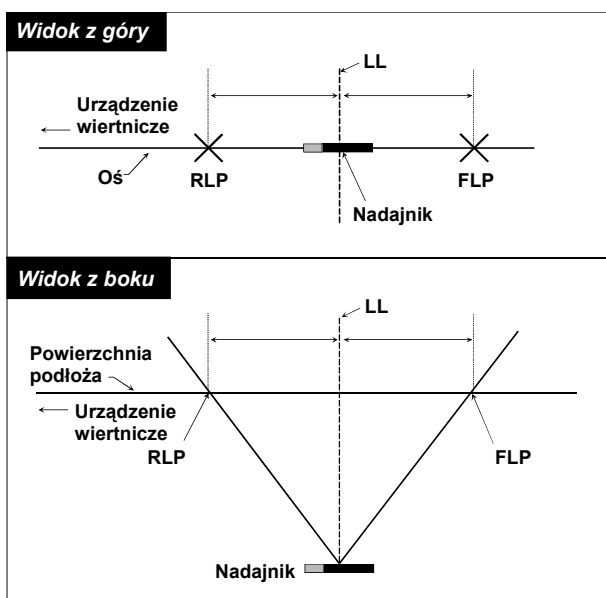 Widok z góry
LL
Urządzenie
wiertnicze
Oś
RLP
FLP
Nadajnik
Widok z boku
LL
Powierzchnia
podłoża
Urządzenie
wiertnicze
RLP
FLP
Nadajnik